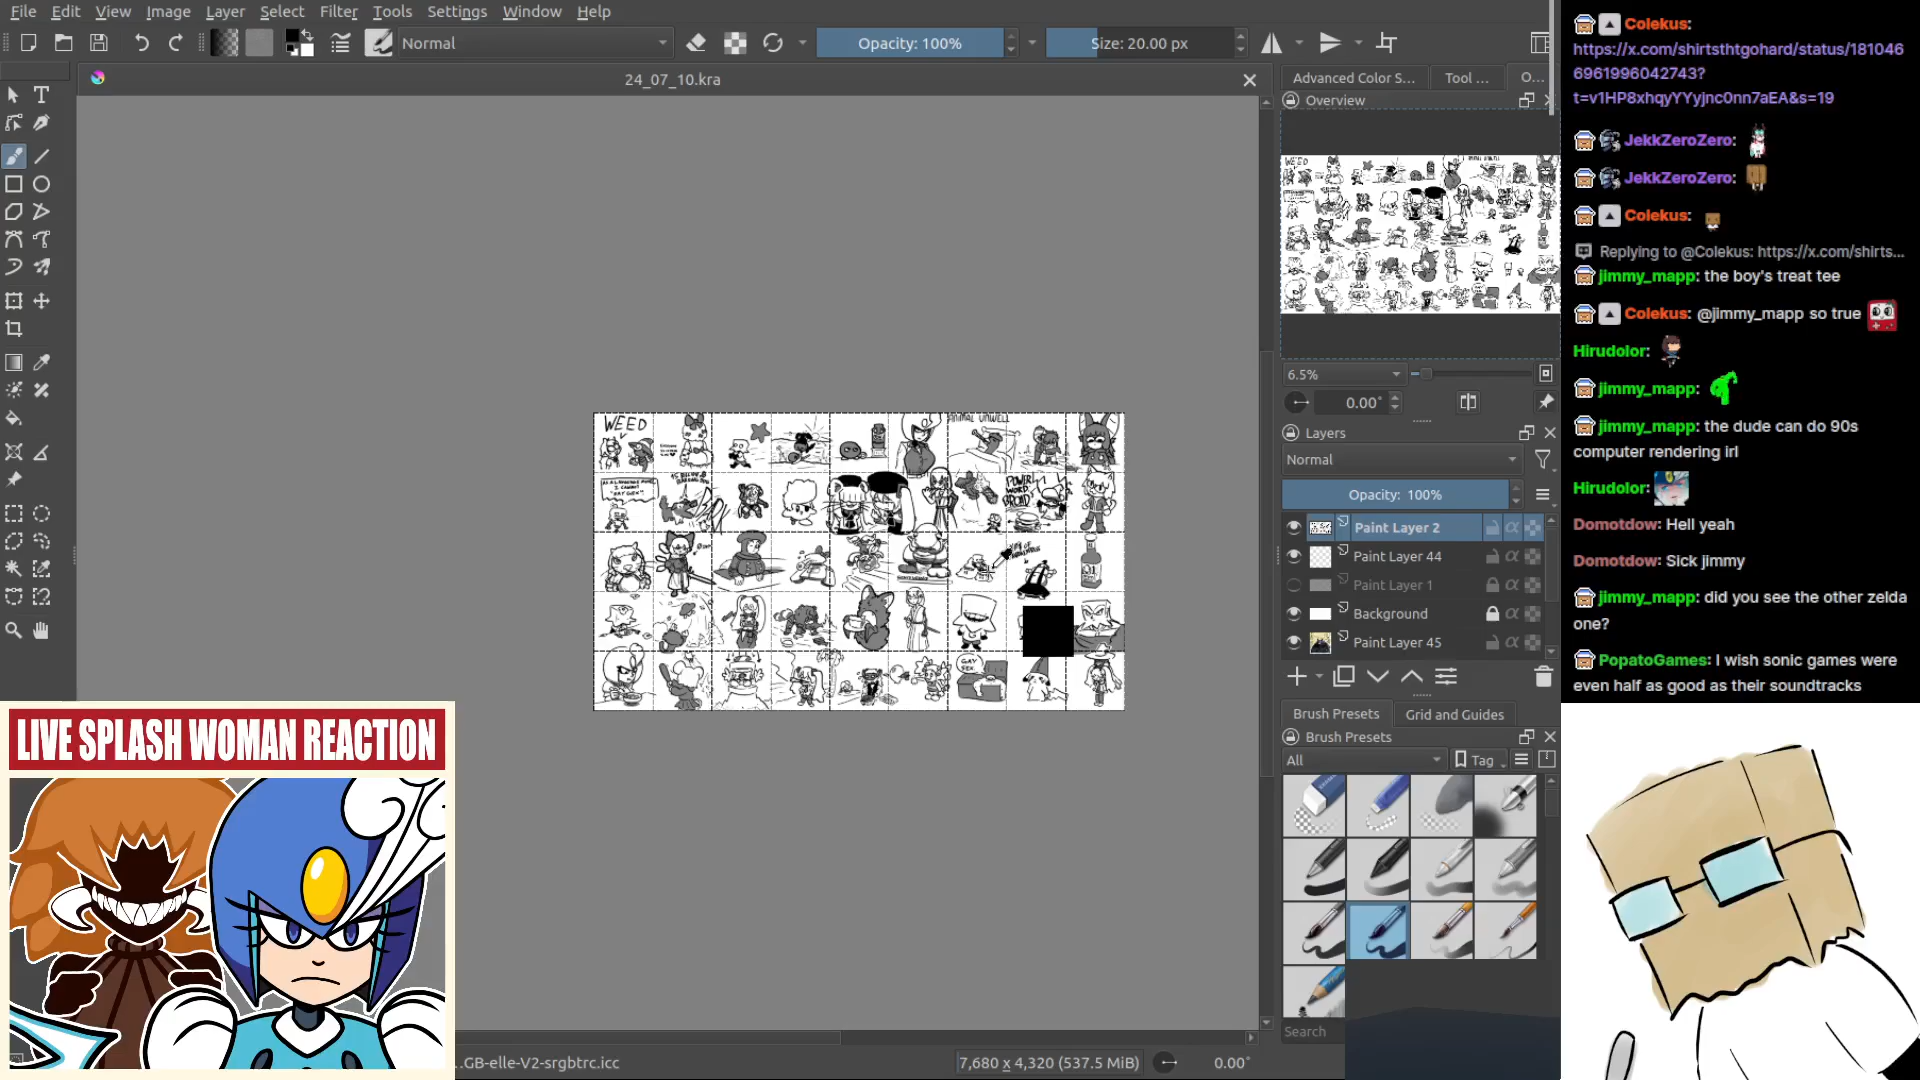 File Edit View Image Layer Select Filter Tools Settings Window Help
Normal
Opacity: 100%
Size: 20.00 px
24_07_10.kra
Advanced Color S...
Tool ...
O...
Overview
6.5%
0.00°
Layers
Normal
Opacity: 100%
Paint Layer 2
Paint Layer 44
Paint Layer 1
Background
Paint Layer 45
Brush Presets
Grid and Guides
Brush Presets
All
Tag
Search
...GB-elle-V2-srgbtrc.icc
7,680 x 4,320 (537.5 MiB)
0.00°
WEED
ANIMAL UNWELL
POWER
WORD
GAY
SEX
LIVE SPLASH WOMAN REACTION
Colekus:
https://x.com/shirtsthtgohard/status/181046
6961996042743?
t=v1HP8xhqyYYyjnc0nn7aEA&s=19
JekkZeroZero:
JekkZeroZero:
Colekus:
Replying to @Colekus: https://x.com/shirts...
jimmy_mapp: the boy's treat tee
Colekus: @jimmy_mapp so true
Hirudolor:
jimmy_mapp:
jimmy_mapp: the dude can do 90s
computer rendering irl
Hirudolor:
Domotdow: Hell yeah
Domotdow: Sick jimmy
jimmy_mapp: did you see the other zelda
one?
PopatoGames: I wish sonic games were
even half as good as their soundtracks